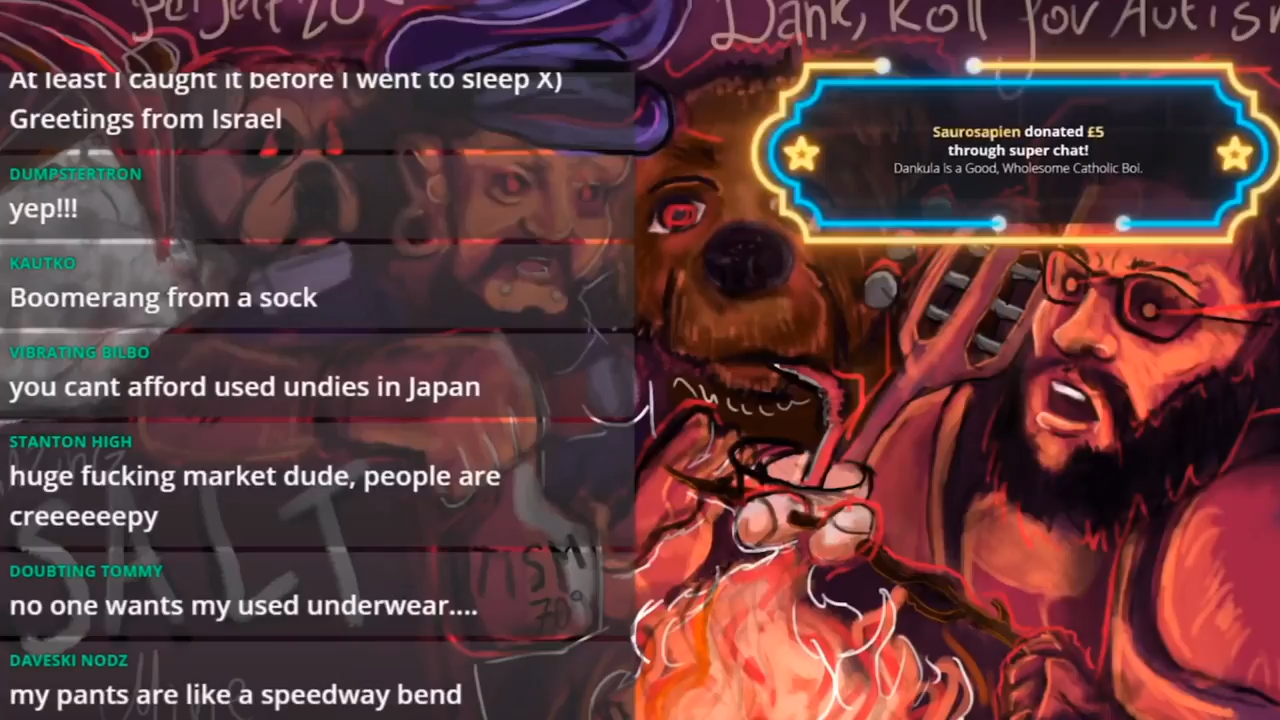 perfect 20
Dank, Roll for Autism
At least I caught it before I went to sleep X)
Greetings from Israel
DUMPSTERTRON
yep!!!
KAUTKO
Boomerang from a sock
VIBRATING BILBO
you cant afford used undies in Japan
STANTON HIGH
huge fucking market dude, people are
creeeeeepy
DOUBTING TOMMY
no one wants my used underwear....
DAVESKI NODZ
my pants are like a speedway bend
Saurosapien donated £5
through super chat!
Dankula is a Good, Wholesome Catholic Boi.
SALT